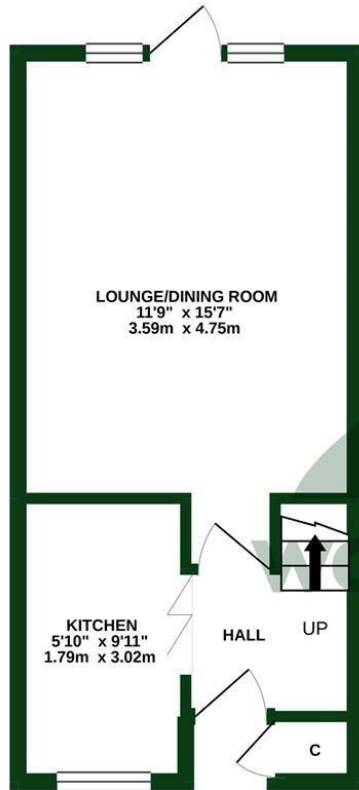 LOUNGE/DINING ROOM
11'9" x 15'7"
3.59m x 4.75m
KITCHEN
5'10" x 9'11"
1.79m x 3.02m
HALL
UP
C